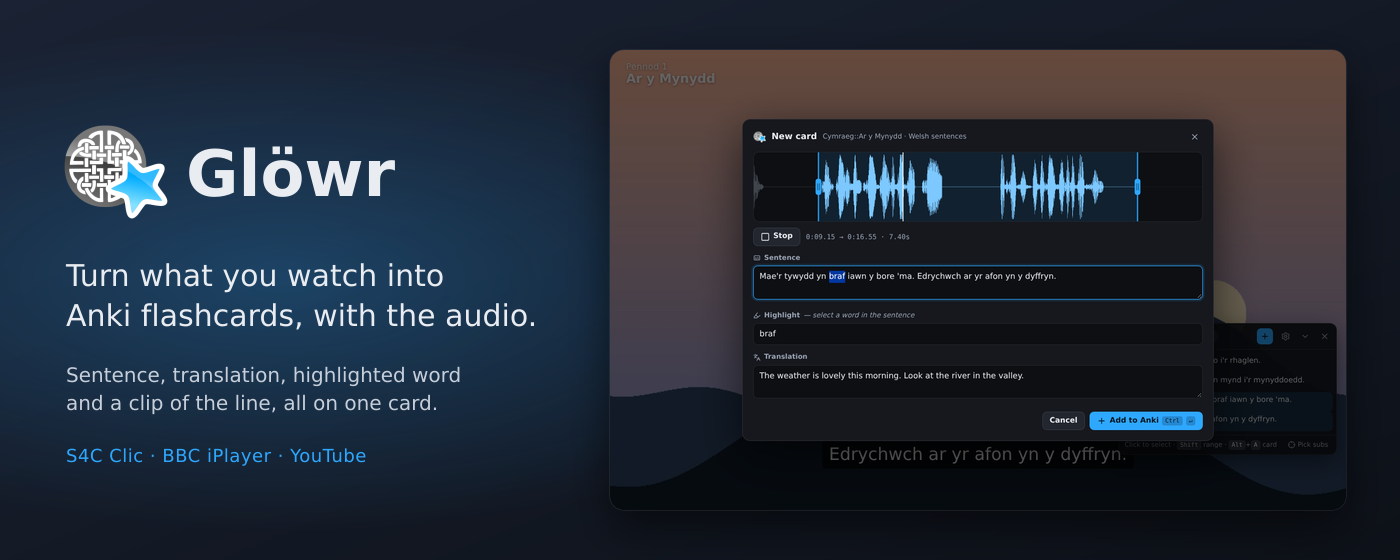 Glöwr
Turn what you watch into
Anki flashcards, with the audio.
Sentence, translation, highlighted word
and a clip of the line, all on one card.
S4C Clic · BBC iPlayer · YouTube
Pennod 1
Ar y Mynydd
New card Cymraeg::Ar y Mynydd · Welsh sentences
Stop 0:09.15 → 0:16.55 · 7.40s
Sentence
Mae'r tywydd yn braf iawn y bore 'ma. Edrychwch ar yr afon yn y dyffryn.
Highlight — select a word in the sentence
braf
Translation
The weather is lovely this morning. Look at the river in the valley.
Cancel
+ Add to Anki Ctrl ↵
i'r rhaglen.
mynd i'r mynyddoedd.
braf iawn y bore 'ma.
afon yn y dyffryn.
Click to select · Shift range · Alt + A card Pick subs
Edrychwch ar yr afon yn y dyffryn.